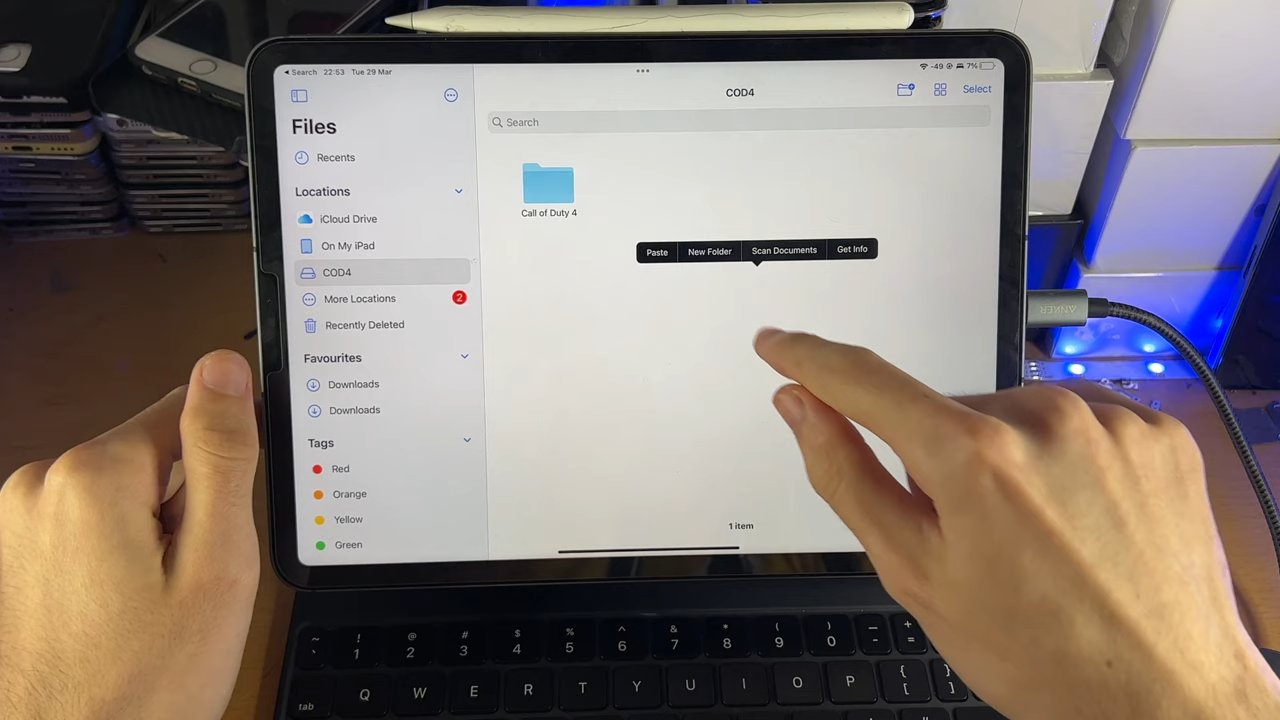 Search 22:53 Tue 29 Mar
-49 7%
COD4
Select
Files
Search
Recents
Locations
Call of Duty 4
iCloud Drive
On My iPad
Paste New Folder Scan Documents Get Info
COD4
More Locations 2
Recently Deleted
Favourites
Downloads
Downloads
Tags
Red
Orange
Yellow
1 item
Green
ANKER
~ ! @ # $ % ^ & * ( ) — +
` 1 2 3 4 5 6 7 8 9 0 - =
{
tab Q W E R T Y U I O P [ ]